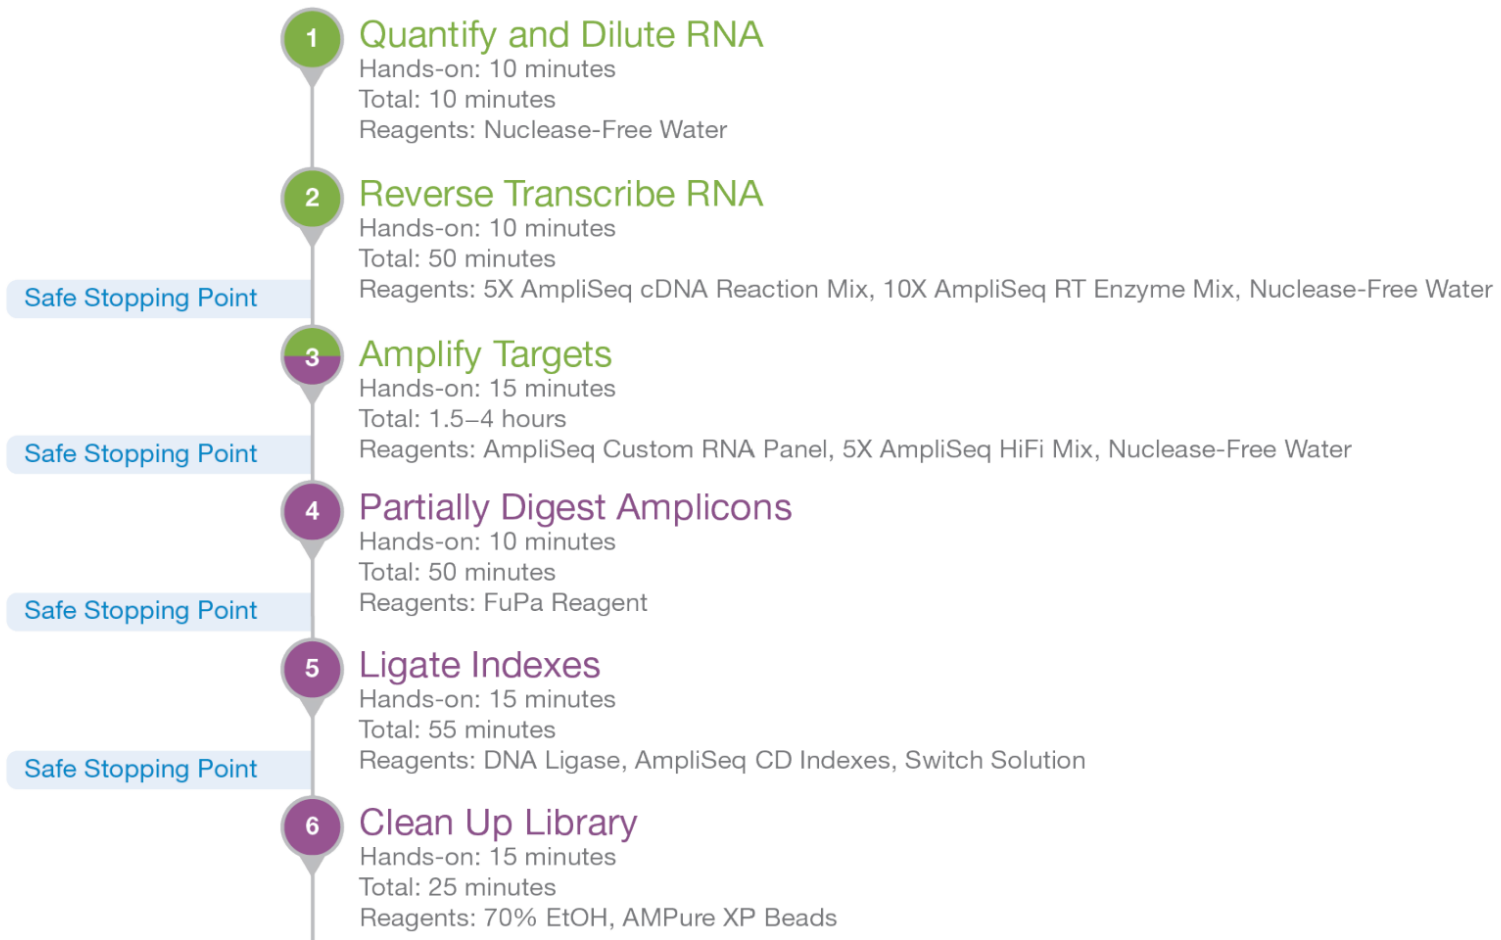 1
Quantify and Dilute RNA
Hands-on: 10 minutes
Total: 10 minutes
Reagents: Nuclease-Free Water
2
Reverse Transcribe RNA
Hands-on: 10 minutes
Total: 50 minutes
Reagents: 5X AmpliSeq cDNA Reaction Mix, 10X AmpliSeq RT Enzyme Mix, Nuclease-Free Water
Safe Stopping Point
3
Amplify Targets
Hands-on: 15 minutes
Total: 1.5–4 hours
Reagents: AmpliSeq Custom RNA Panel, 5X AmpliSeq HiFi Mix, Nuclease-Free Water
Safe Stopping Point
4
Partially Digest Amplicons
Hands-on: 10 minutes
Total: 50 minutes
Reagents: FuPa Reagent
Safe Stopping Point
5
Ligate Indexes
Hands-on: 15 minutes
Total: 55 minutes
Reagents: DNA Ligase, AmpliSeq CD Indexes, Switch Solution
Safe Stopping Point
6
Clean Up Library
Hands-on: 15 minutes
Total: 25 minutes
Reagents: 70% EtOH, AMPure XP Beads